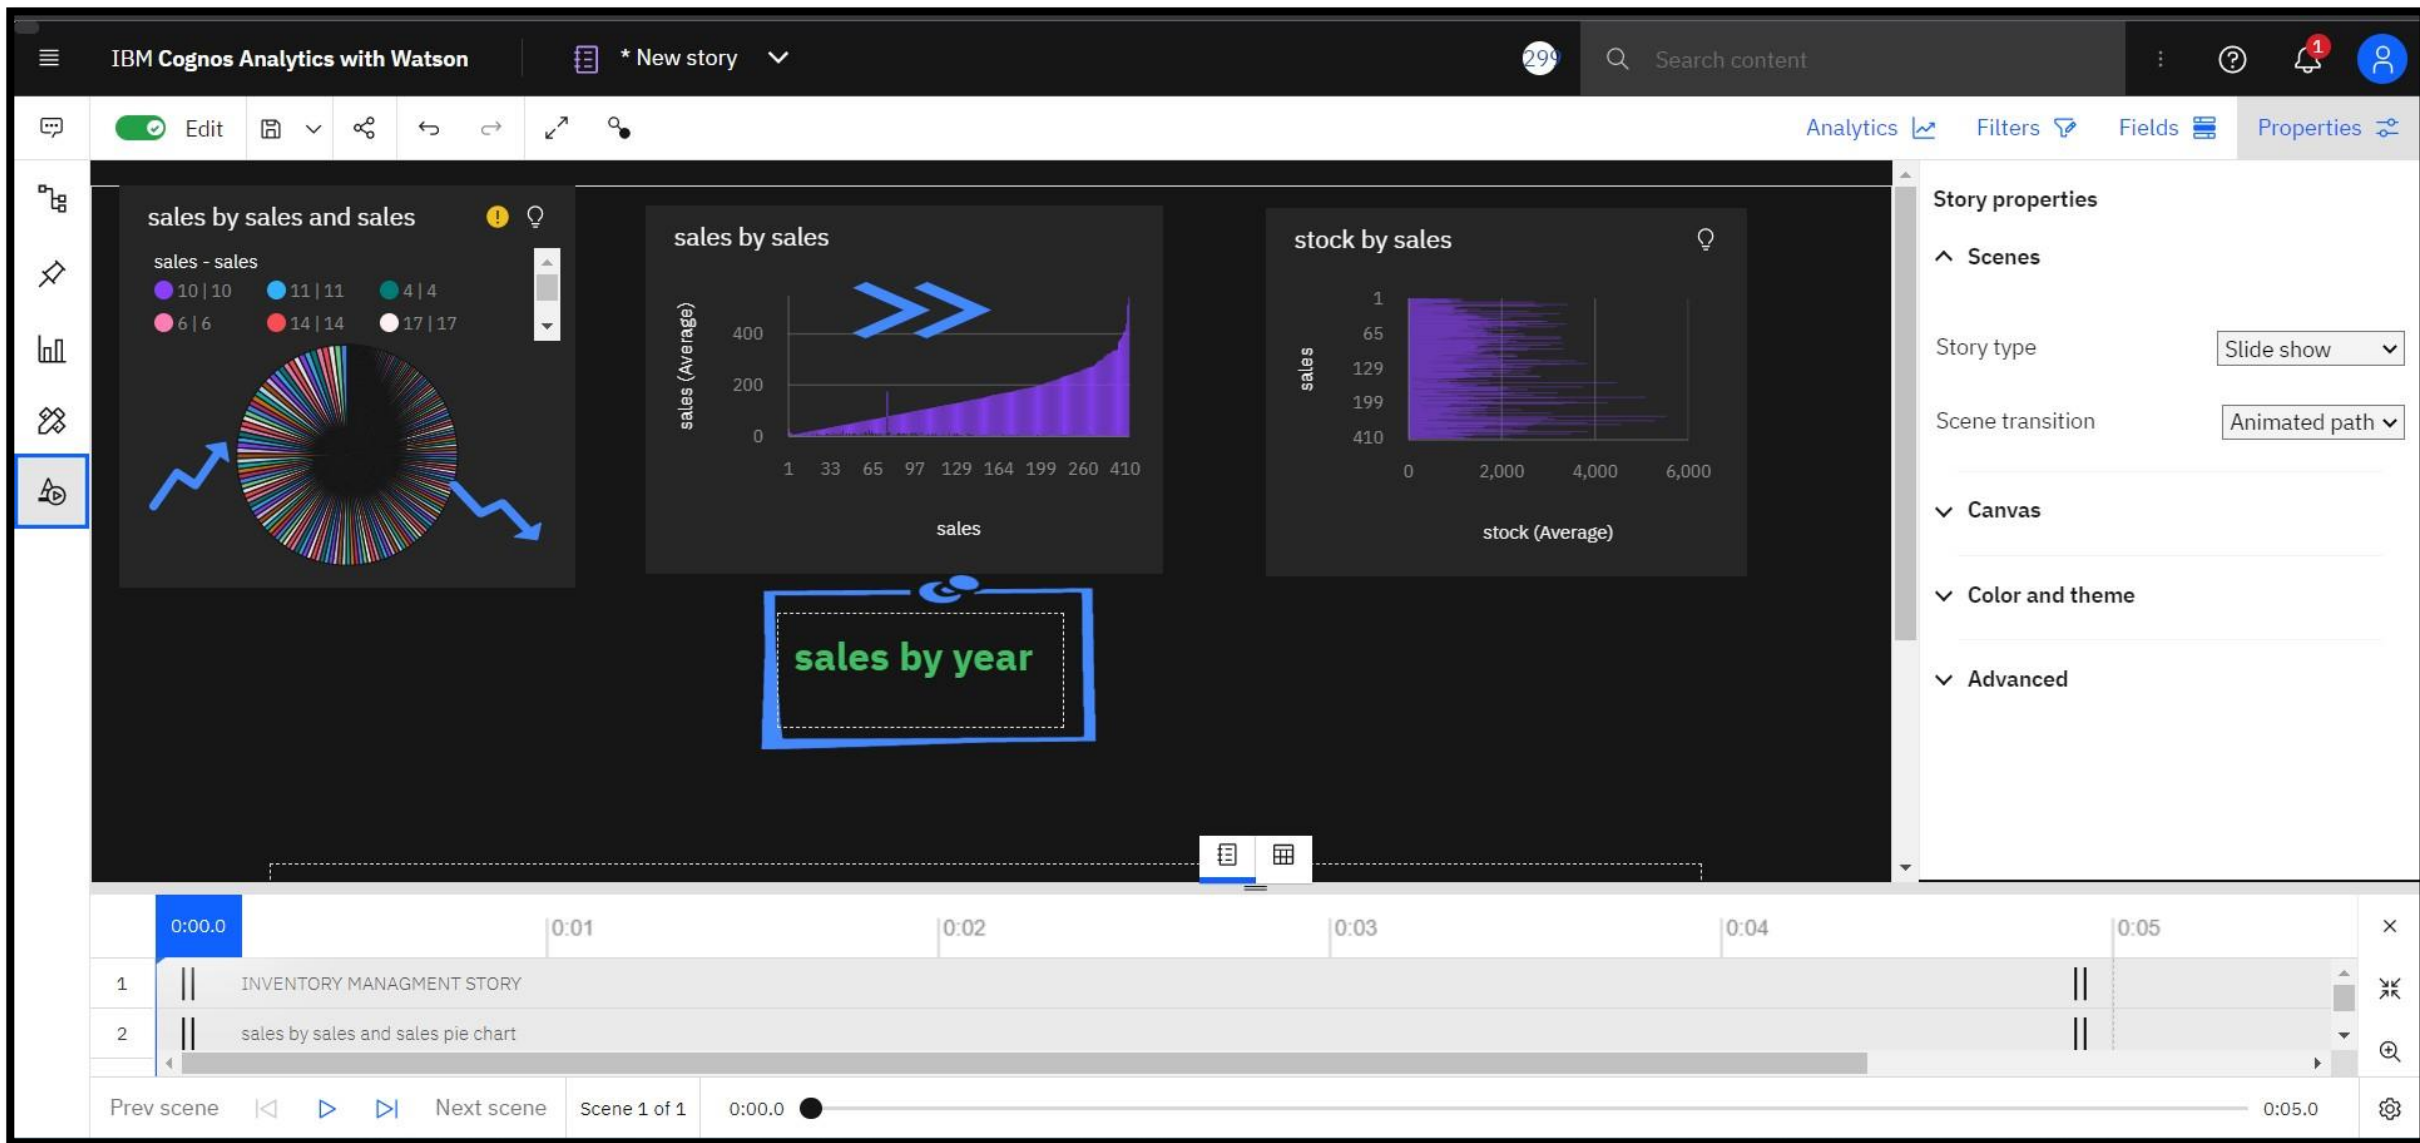 IBM Cognos Analytics with Watson
* New story
299
Search content
1
Edit
Analytics
Filters
Fields
Properties
sales by sales and sales
sales - sales
10 | 10
11 | 11
4 | 4
6 | 6
14 | 14
17 | 17
sales by sales
sales (Average)
400
200
0
1 33 65 97 129 164 199 260 410
sales
stock by sales
sales
1
65
129
199
410
0 2,000 4,000 6,000
stock (Average)
sales by year
Story properties
Scenes
Story type
Slide show
Scene transition
Animated path
Canvas
Color and theme
Advanced
0:00.0
0:01
0:02
0:03
0:04
0:05
1 INVENTORY MANAGMENT STORY
2 sales by sales and sales pie chart
Prev scene
Next scene
Scene 1 of 1
0:00.0
0:05.0